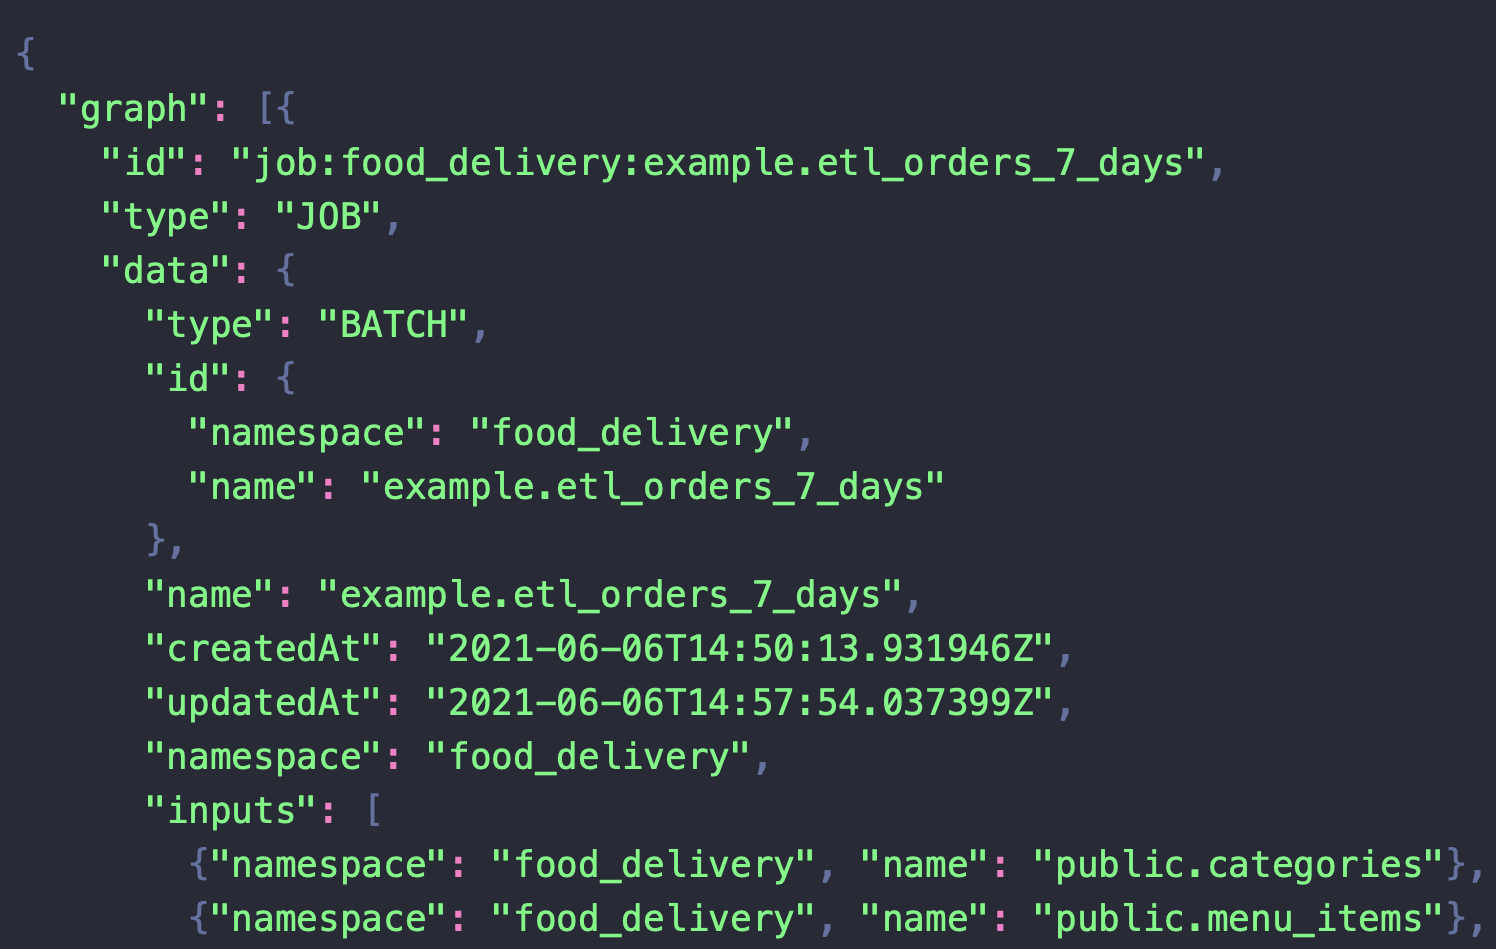 {
"graph": [{
"id": "job:food_delivery:example.etl_orders_7_days",
"type": "JOB",
"data": {
"type": "BATCH",
"id": {
"namespace": "food_delivery",
"name": "example.etl_orders_7_days"
},
"name": "example.etl_orders_7_days",
"createdAt": "2021-06-06T14:50:13.931946Z",
"updatedAt": "2021-06-06T14:57:54.037399Z",
"namespace": "food_delivery",
"inputs": [
{"namespace": "food_delivery", "name": "public.categories"},
{"namespace": "food_delivery", "name": "public.menu_items"},